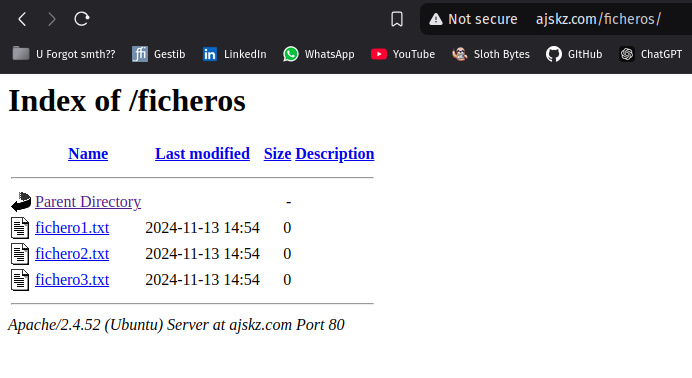 Not secure ajskz.com/ficheros/
U Forgot smth?? Gestib LinkedIn WhatsApp YouTube Sloth Bytes GItHub ChatGPT
Index of /ficheros
Name Last modified Size Description
Parent Directory -
fichero1.txt 2024-11-13 14:54 0
fichero2.txt 2024-11-13 14:54 0
fichero3.txt 2024-11-13 14:54 0
Apache/2.4.52 (Ubuntu) Server at ajskz.com Port 80